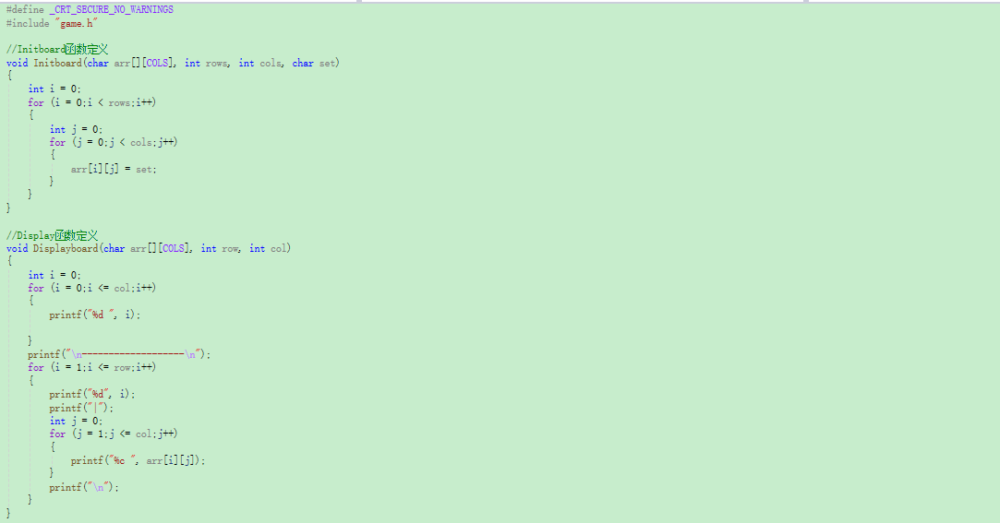 #define _CRT_SECURE_NO_WARNINGS
#include "game.h"

//Initboard函数定义
void Initboard(char arr[][COLS], int rows, int cols, char set)
{
    int i = 0;
    for (i = 0;i < rows;i++)
    {
        int j = 0;
        for (j = 0;j < cols;j++)
        {
            arr[i][j] = set;
        }
    }
}

//Display函数定义
void Displayboard(char arr[][COLS], int row, int col)
{
    int i = 0;
    for (i = 0;i <= col;i++)
    {
        printf("%d ", i);

    }
    printf("\n-------------------\n");
    for (i = 1;i <= row;i++)
    {
        printf("%d", i);
        printf("|");
        int j = 0;
        for (j = 1;j <= col;j++)
        {
            printf("%c ", arr[i][j]);
        }
        printf("\n");
    }
}